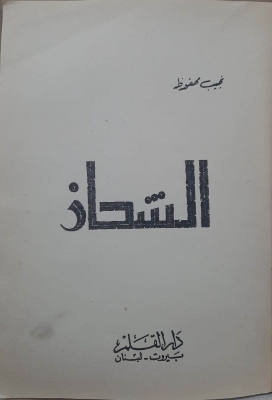 نجيب محفوظ
الشحاذ
دار القلم
بيروت - لبنان